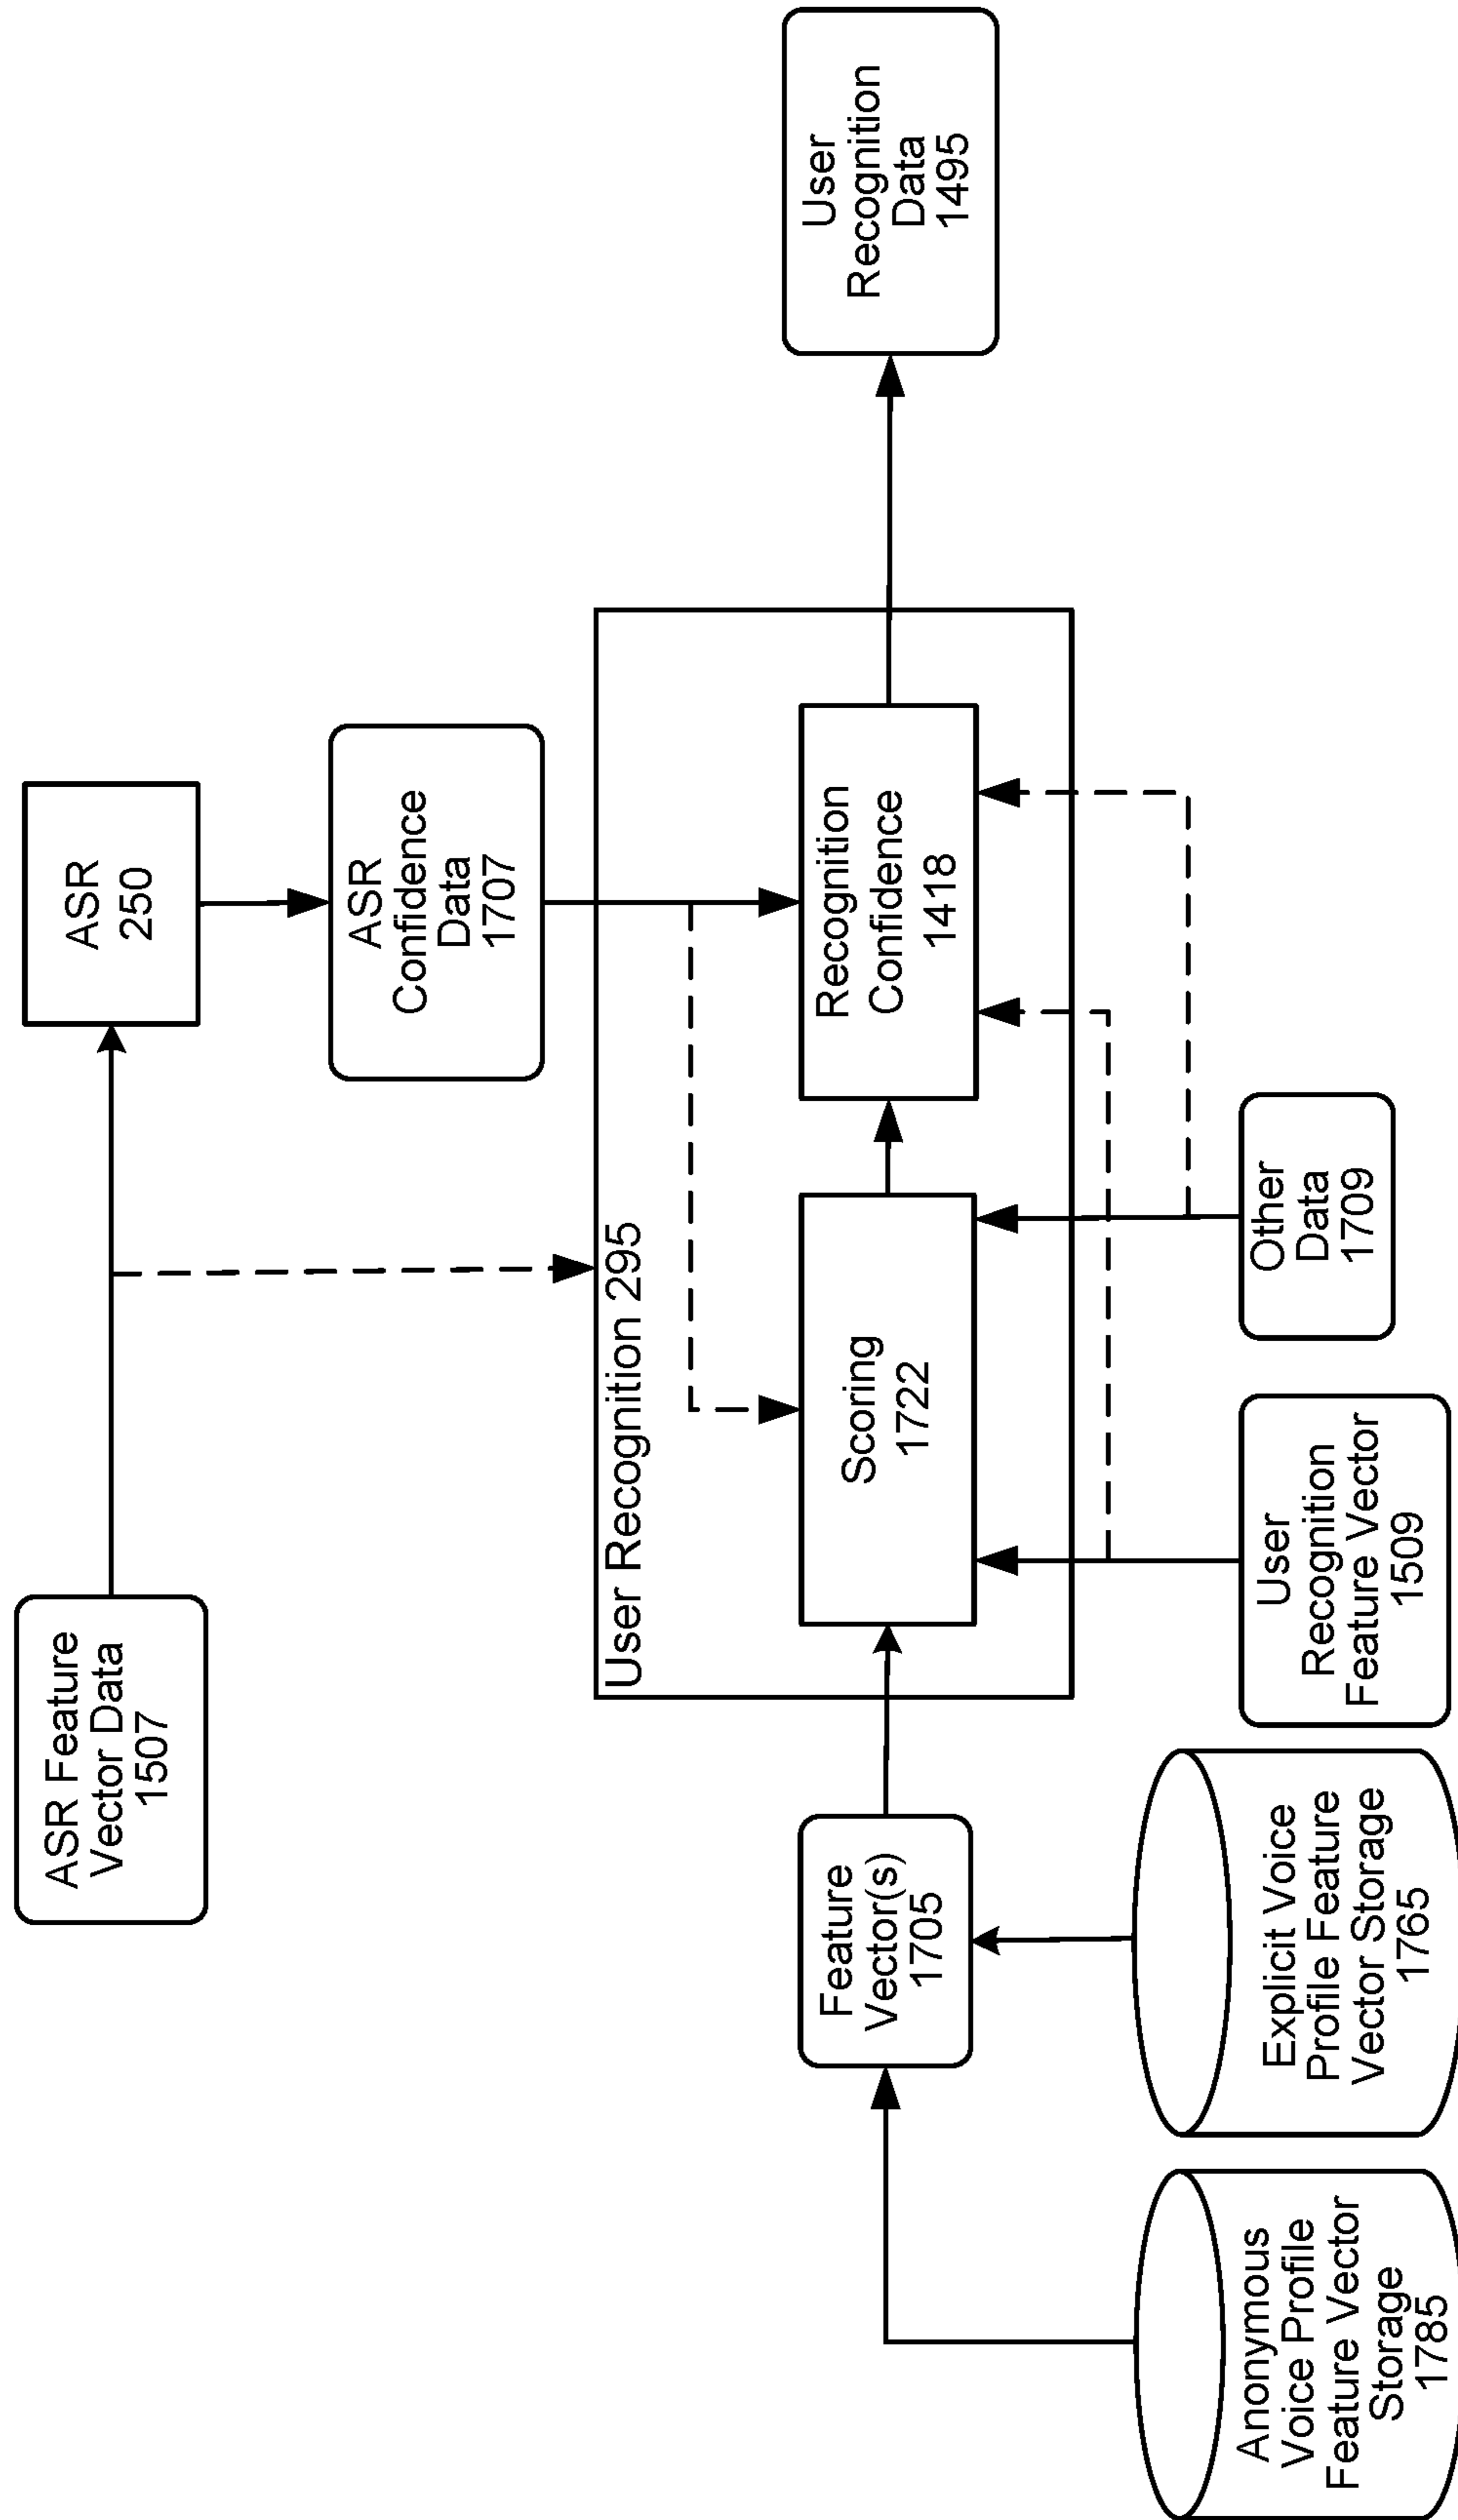 ASR Feature
Vector Data
1507
ASR
250
ASR
Confidence
Data
1707
User Recognition 295
Anonymous
Voice Profile
Feature Vector
Storage
1785
Explicit Voice
Profile Feature
Vector Storage
1765
Feature
Vector(s)
1705
Scoring
1722
Recognition
Confidence
1418
User
Recognition
Data
1495
User
Recognition
Feature Vector
1509
Other
Data
1709